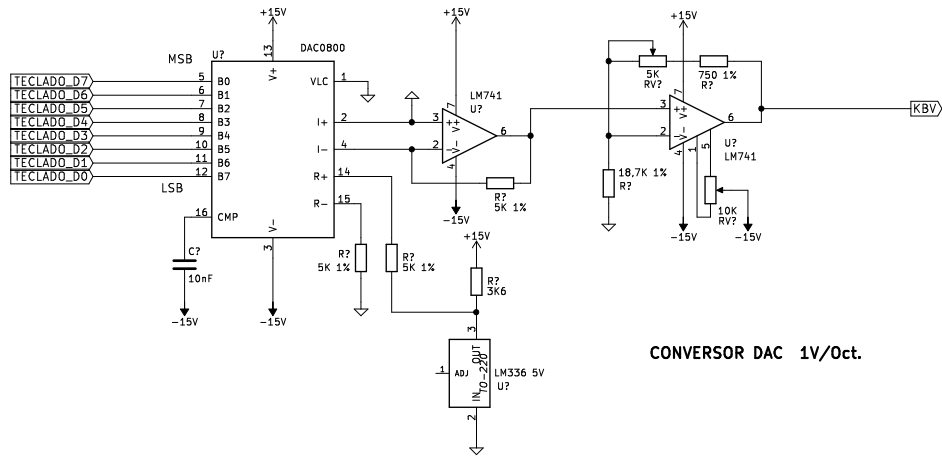 +15V
+15V
+15V
MSB
U?
DAC0800
13
V+
TECLADO_D7 5 B0
TECLADO_D6 6 B1
TECLADO_D5 7 B2
TECLADO_D4 8 B3
TECLADO_D3 9 B4
TECLADO_D2 10 B5
TECLADO_D1 11 B6
TECLADO_D0 12 B7
LSB
16 CMP
V-
3
VLC 1
I+ 2
I- 4
R+ 14
R- 15
LM741
U?
7
3 + V+
2 - V-
6
4
R?
5K 1%
-15V
5K
RV?
750 1%
R?
7
3 + V+
2 - V-
6
4
1
5
U?
LM741
KBV
18,7K 1%
R?
10K
RV?
-15V
-15V
C?
10nF
-15V
-15V
R?
5K 1%
R?
5K 1%
+15V
R?
3K6
3
OUT
1 ADJ
TO-220
IN
2
LM336 5V
U?
CONVERSOR DAC 1V/Oct.